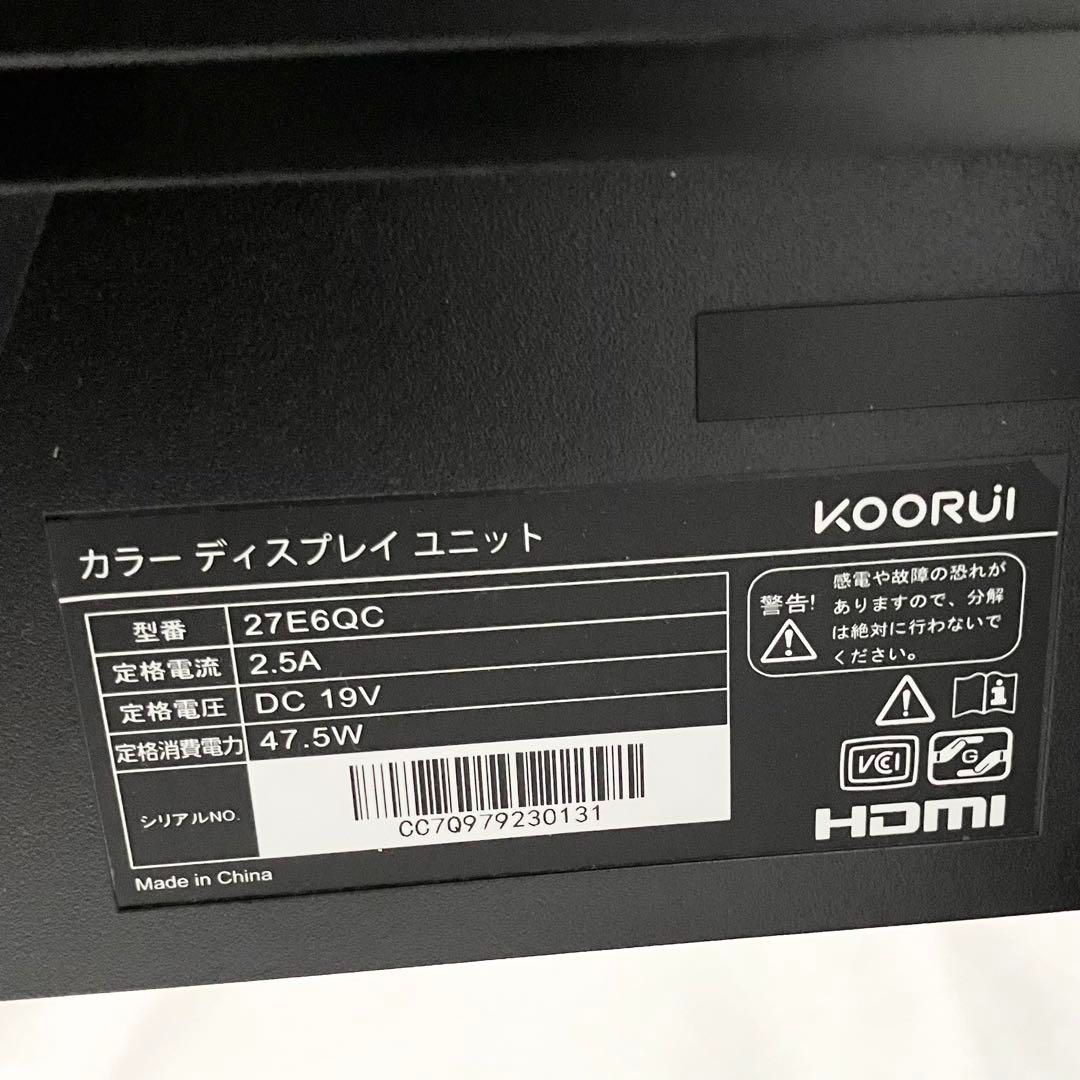 KOORUI
カラー ディスプレイ ユニット
型番 27E6QC
定格電流 2.5A
定格電圧 DC 19V
定格消費電力 47.5W
シリアルNO.
CC7Q979230131
Made in China
警告!
感電や故障の恐れが
ありますので、分解
は絶対に行わないで
ください。
VCI
G
HDMI